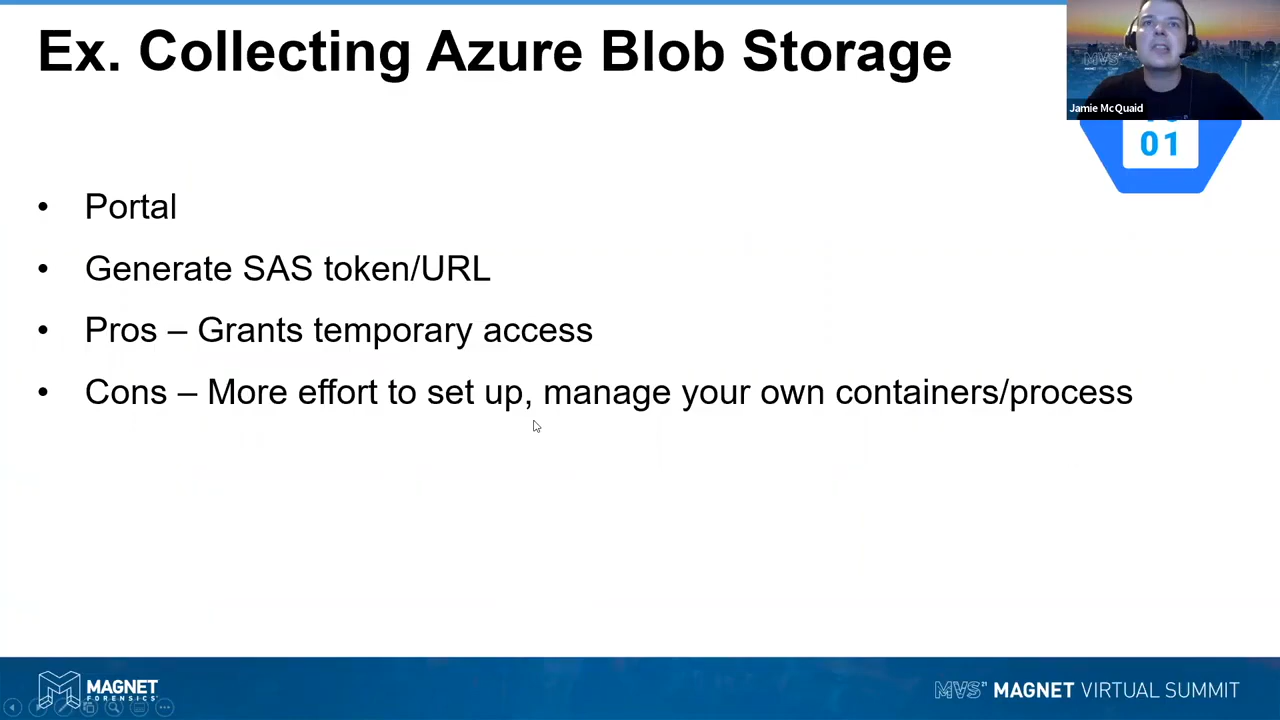 Ex. Collecting Azure Blob Storage
MVS
Jamie McQuaid
01
• Portal
• Generate SAS token/URL
• Pros – Grants temporary access
• Cons – More effort to set up, manage your own containers/process
MAGNET
FORENSICS
MVS21 MAGNET VIRTUAL SUMMIT